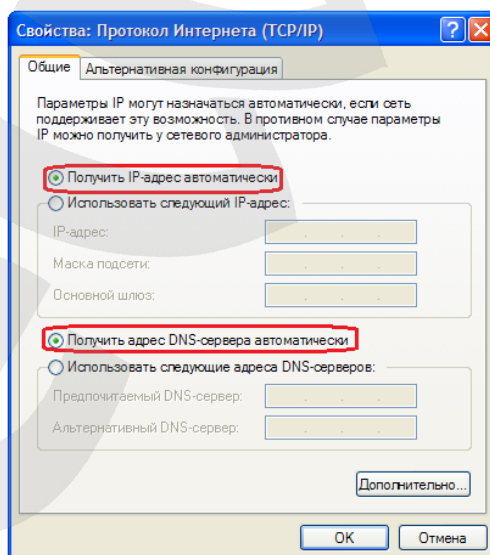 Свойства: Протокол Интернета (TCP/IP)
Общие
Альтернативная конфигурация
Параметры IP могут назначаться автоматически, если сеть
поддерживает эту возможность. В противном случае параметры
IP можно получить у сетевого администратора.
Получить IP-адрес автоматически
Использовать следующий IP-адрес:
IP-адрес:
Маска подсети:
Основной шлюз:
Получить адрес DNS-сервера автоматически
Использовать следующие адреса DNS-серверов:
Предпочитаемый DNS-сервер:
Альтернативный DNS-сервер:
Дополнительно...
OK
Отмена